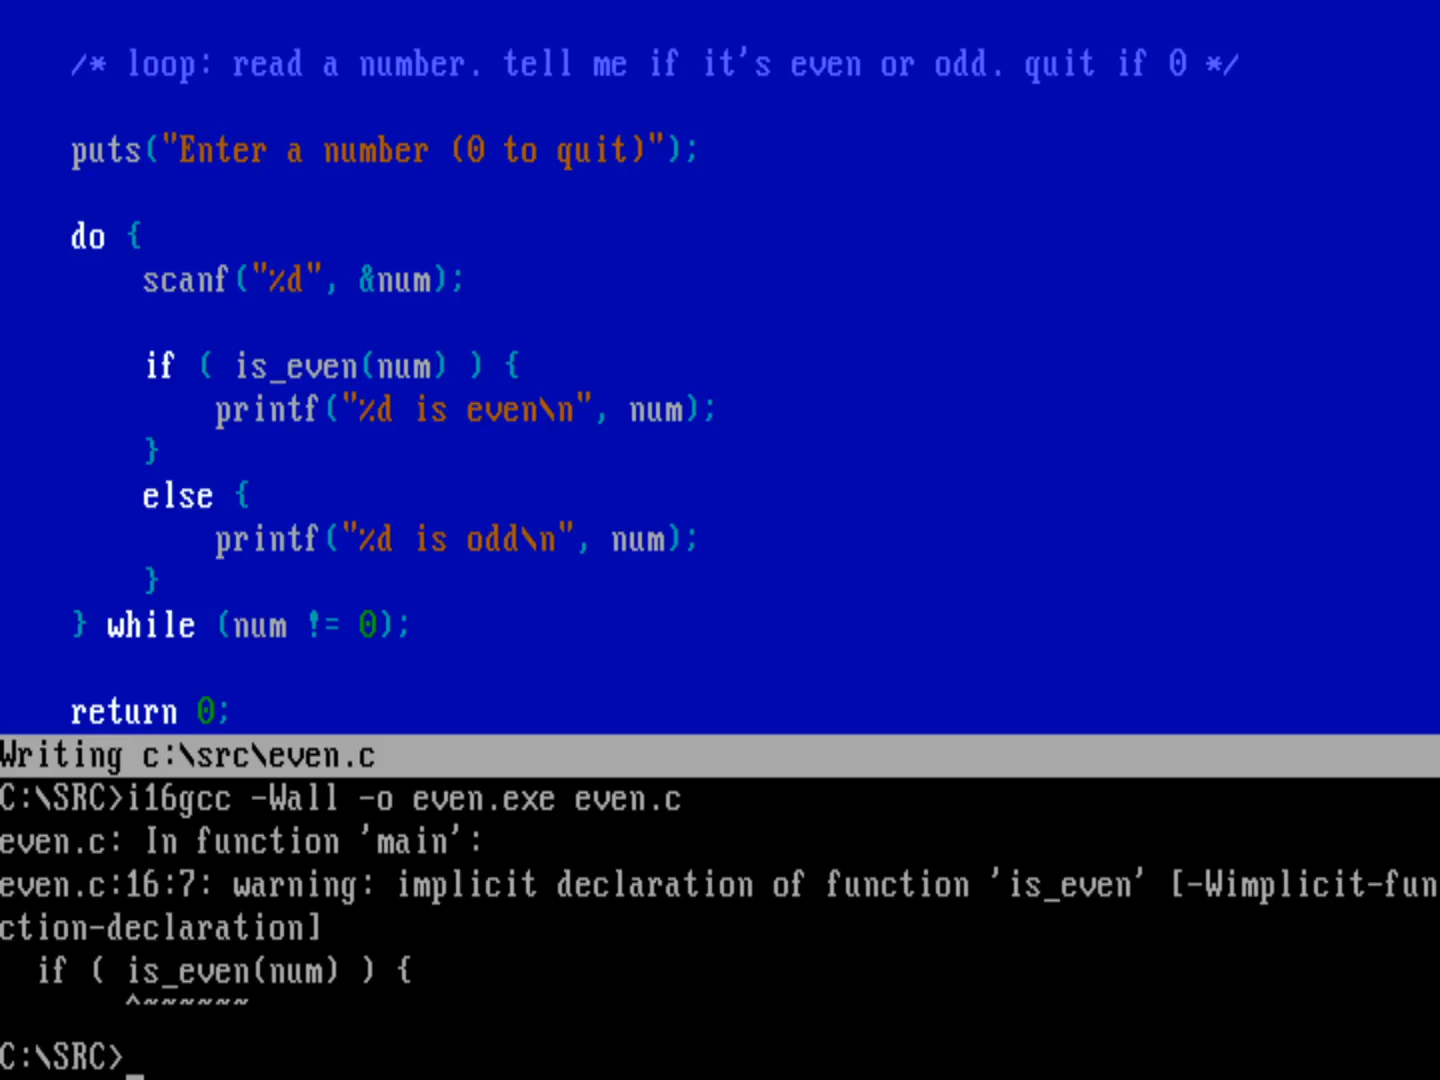 /* loop: read a number. tell me if it's even or odd. quit if 0 */
puts("Enter a number (0 to quit)");
do {
scanf("%d", &num);
if ( is_even(num) ) {
printf("%d is even\n", num);
}
else {
printf("%d is odd\n", num);
}
} while (num != 0);
return 0;
Writing c:\src\even.c
C:\SRC>i16gcc -Wall -o even.exe even.c
even.c: In function 'main':
even.c:16:7: warning: implicit declaration of function 'is_even' [-Wimplicit-fun
ction-declaration]
if ( is_even(num) ) {
^~~~~~~
C:\SRC>_